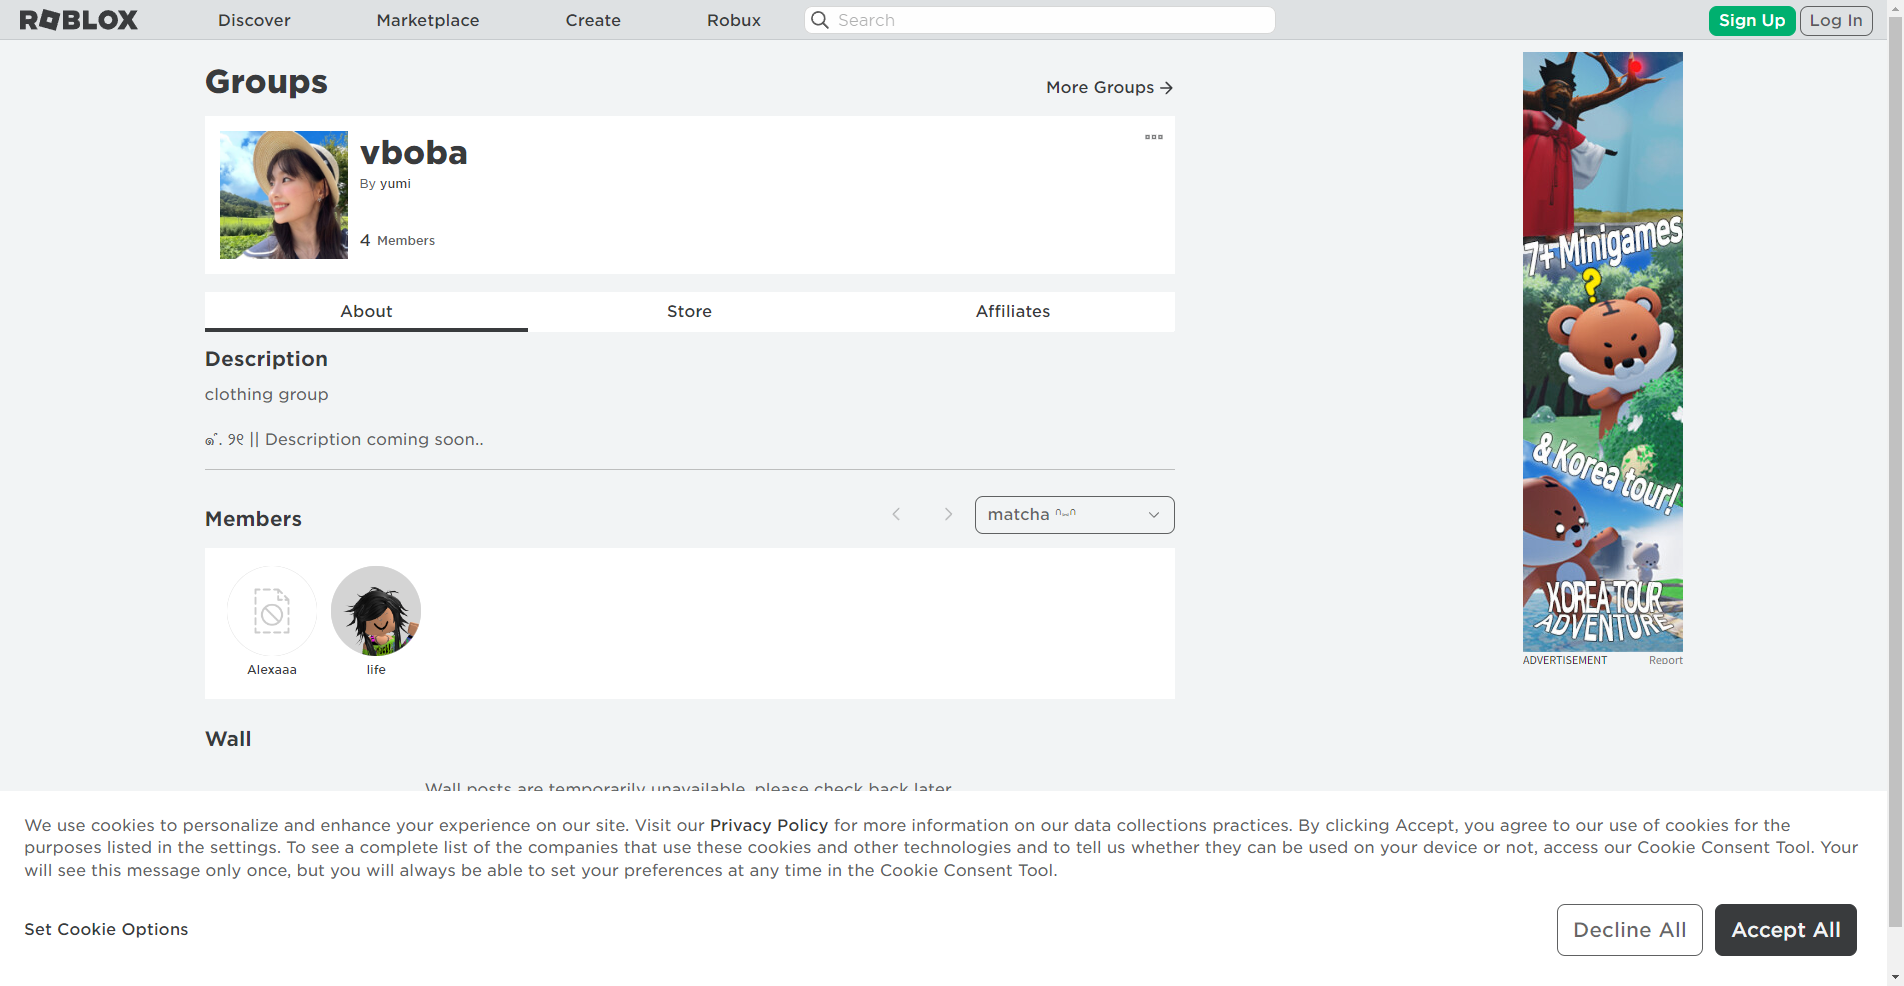 ROBLOX
Discover
Marketplace
Create
Robux
Search
Sign Up
Log In
Groups
More Groups
vboba
By yumi
4 Members
About
Store
Affiliates
Description
clothing group
๑ ֺ. ୨୧ || Description coming soon..
Members
matcha
Alexaaa
life
Wall
Wall posts are temporarily unavailable, please check back later.
7+ Minigames
?
& Korea tour!
KOREA TOUR
ADVENTURE
ADVERTISEMENT
Report
We use cookies to personalize and enhance your experience on our site. Visit our Privacy Policy for more information on our data collections practices. By clicking Accept, you agree to our use of cookies for the
purposes listed in the settings. To see a complete list of the companies that use these cookies and other technologies and to tell us whether they can be used on your device or not, access our Cookie Consent Tool. Your
will see this message only once, but you will always be able to set your preferences at any time in the Cookie Consent Tool.
Set Cookie Options
Decline All
Accept All